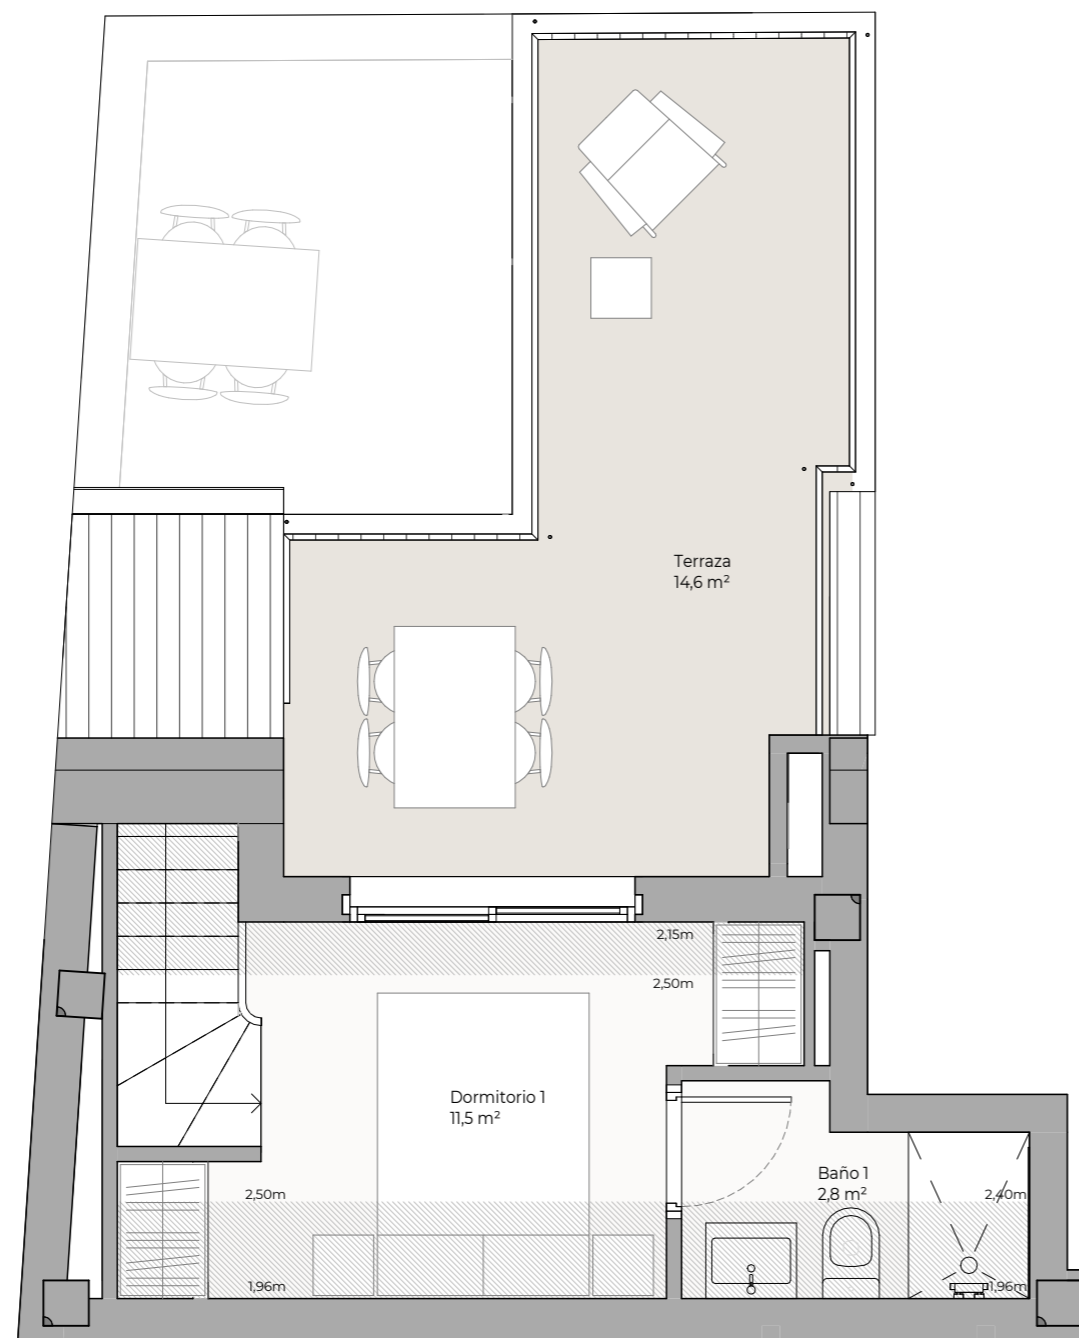 Terraza
14,6 m²
2,15m
2,50m
Dormitorio 1
11,5 m²
Baño 1
2,8 m²
2,50m
2,40m
1,96m
1,96m